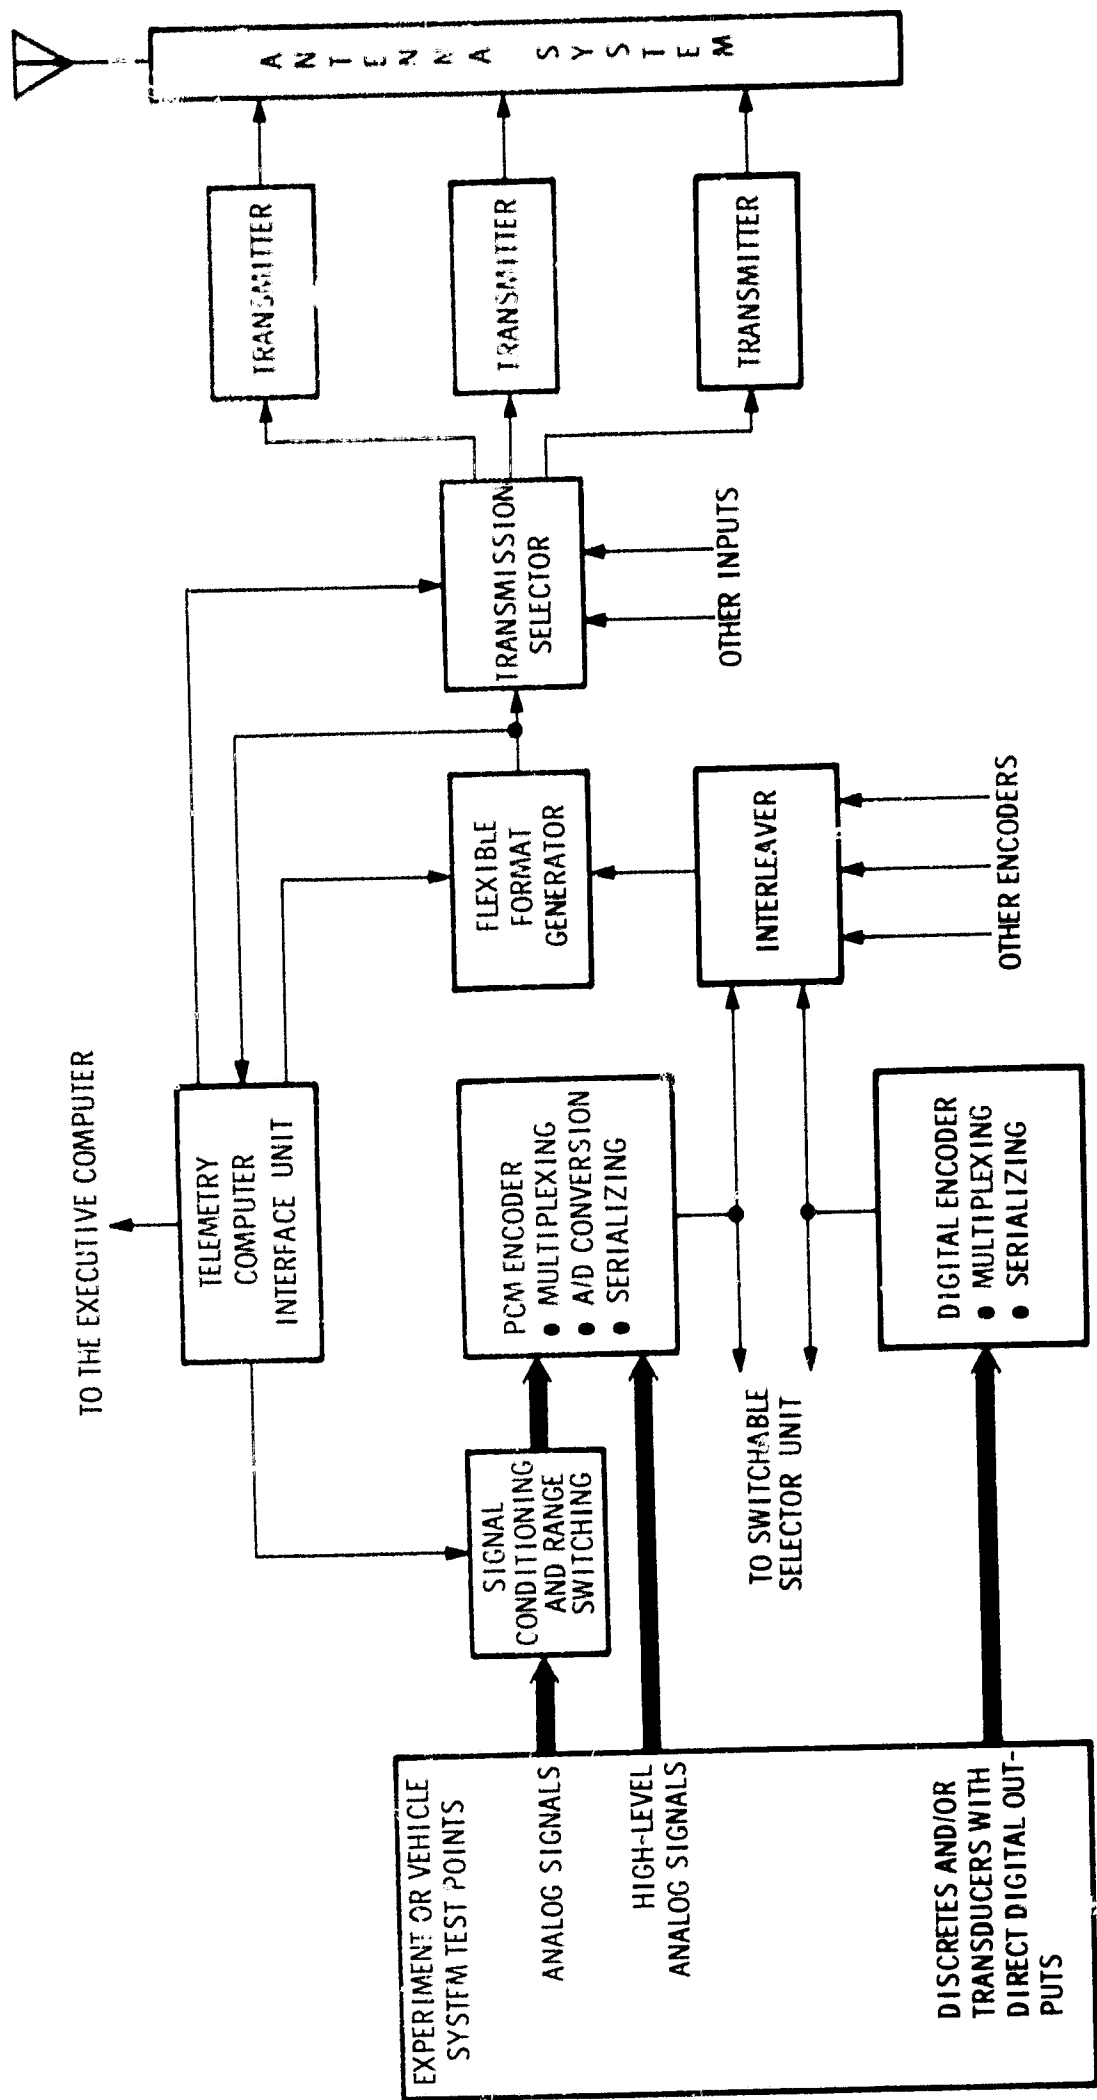 TO THE EXECUTIVE COMPUTER
TELEMETRY
COMPUTER
INTERFACE UNIT
EXPERIMENT OR VEHICLE
SYSTEM TEST POINTS
ANALOG SIGNALS
HIGH-LEVEL
ANALOG SIGNALS
DISCRETES AND/OR
TRANSDUCERS WITH
DIRECT DIGITAL OUT-
PUTS
SIGNAL
CONDITIONING
AND RANGE
SWITCHING
PCM ENCODER
● MULTIPLEXING
● A/D CONVERSION
● SERIALIZING
TO SWITCHABLE
SELECTOR UNIT
DIGITAL ENCODER
● MULTIPLEXING
● SERIALIZING
FLEXIBLE
FORMAT
GENERATOR
INTERLEAVER
OTHER ENCODERS
TRANSMISSION
SELECTOR
OTHER INPUTS
TRANSMITTER
TRANSMITTER
TRANSMITTER
ANTENNA SYSTEM